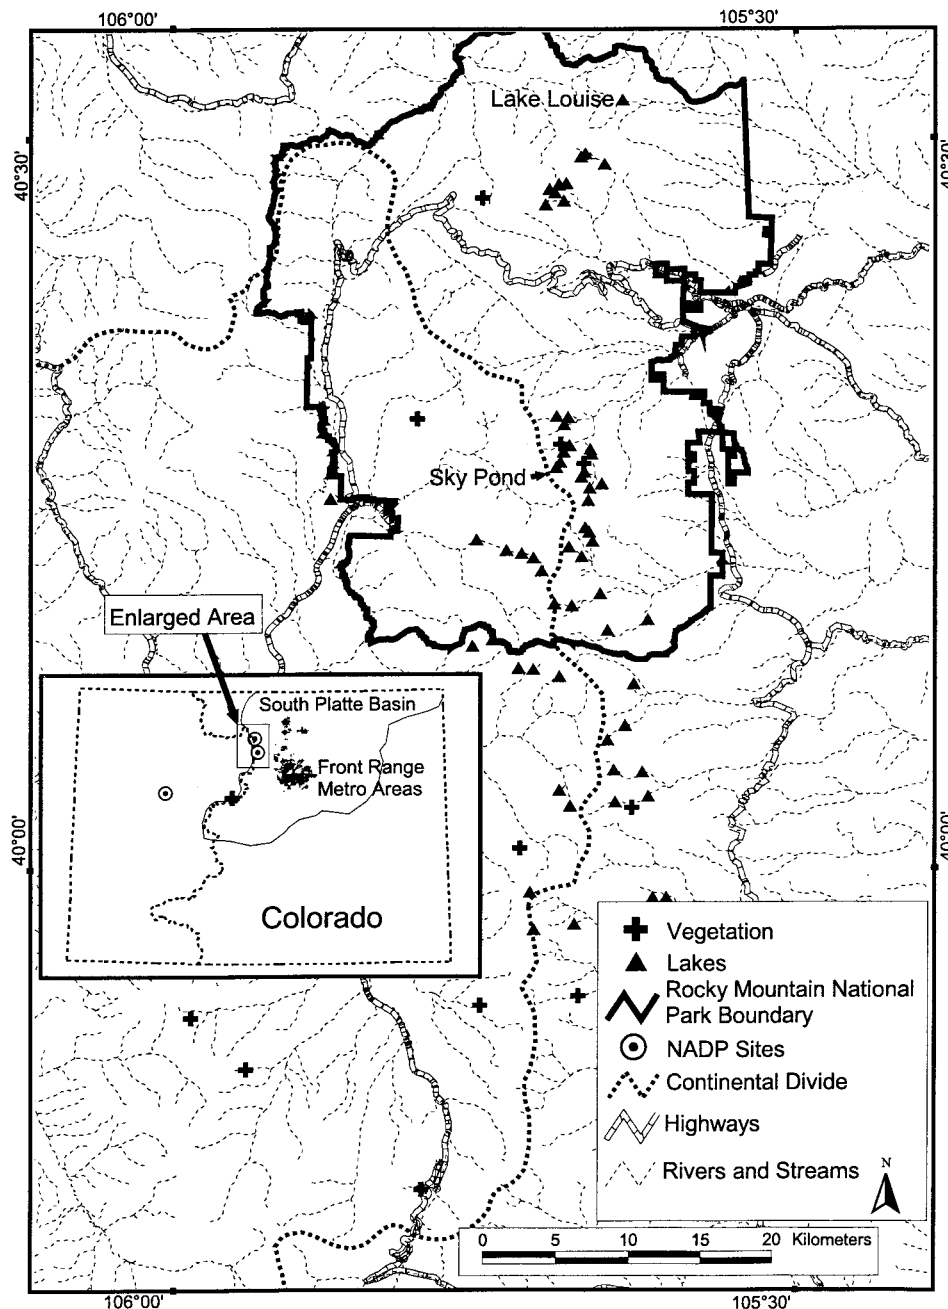 106°00'
105°30'
40°30'
40°30'
Lake Louise
Sky Pond
Enlarged Area
South Platte Basin
Front Range
Metro Areas
Colorado
40°00'
40°00'
Vegetation
Lakes
Rocky Mountain National
Park Boundary
NADP Sites
Continental Divide
Highways
Rivers and Streams
N
0 5 10 15 20 Kilometers
106°00'
105°30'